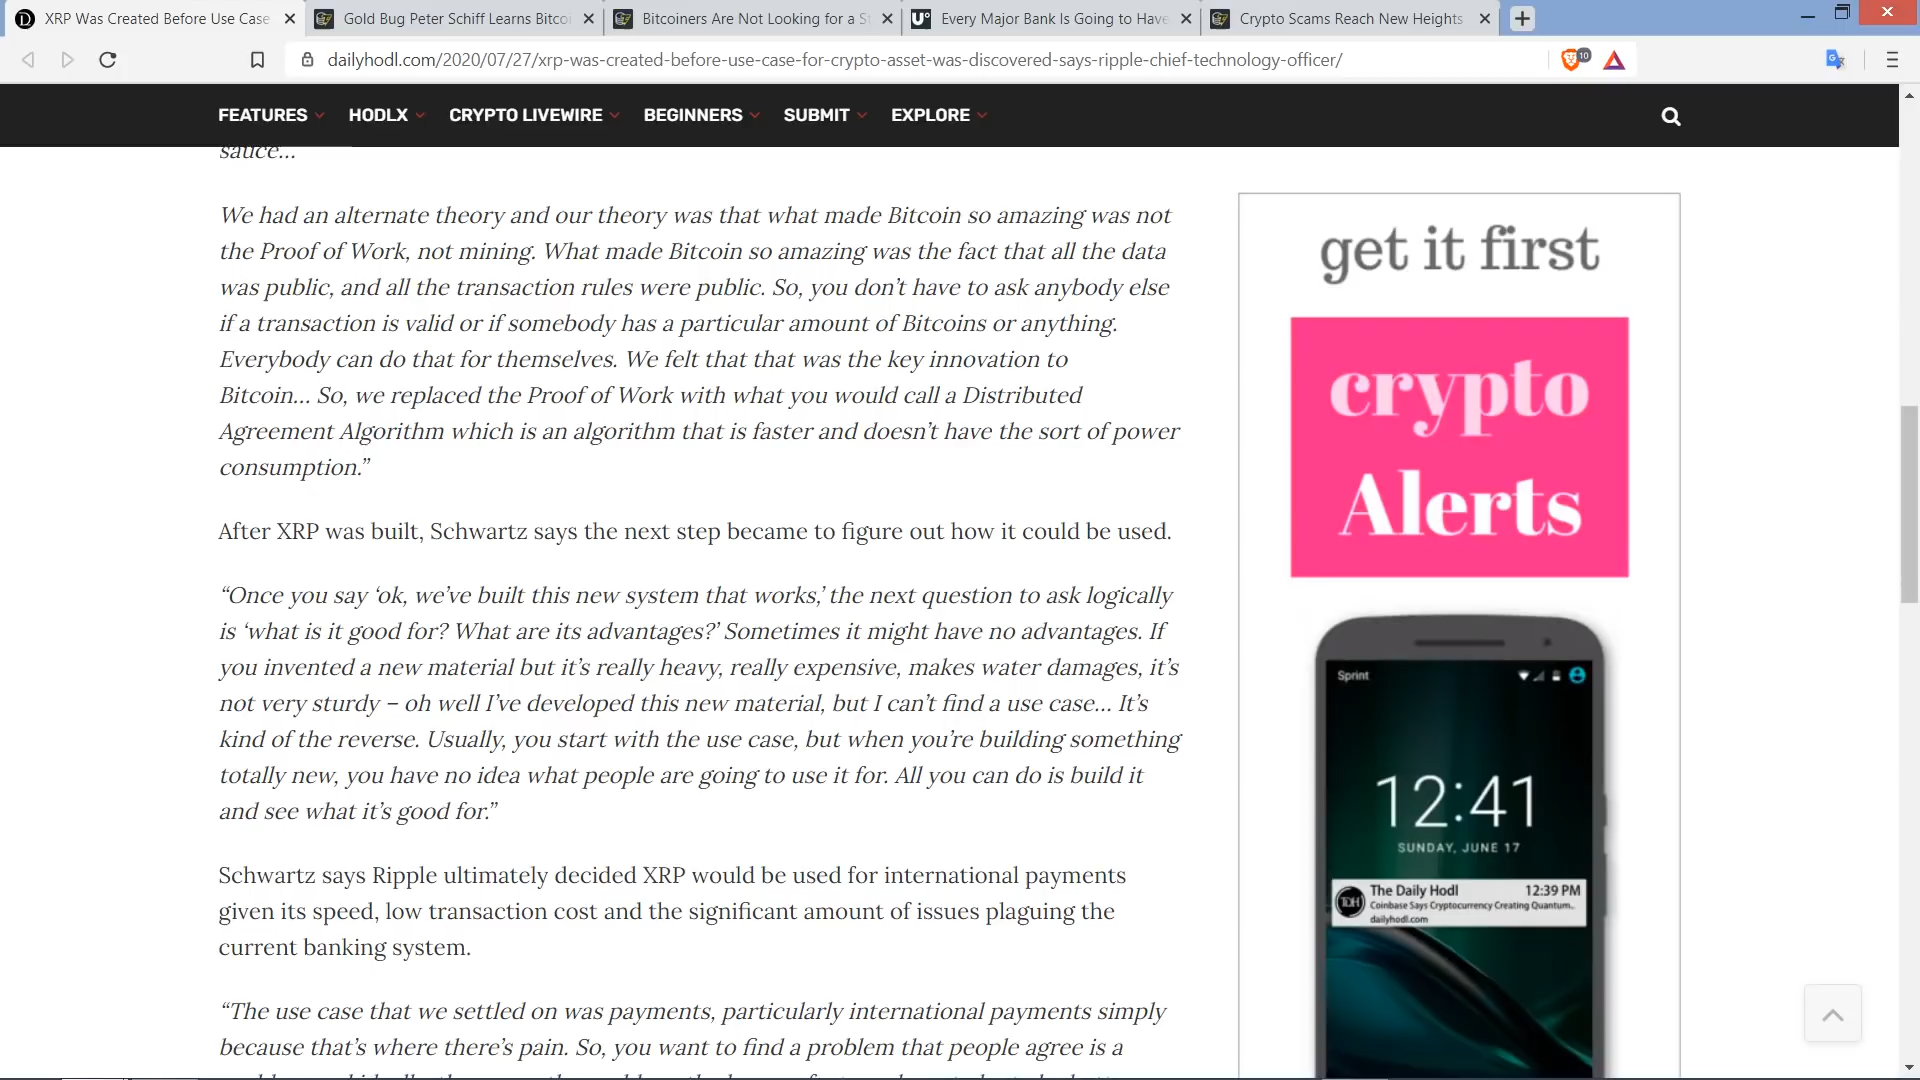 XRP Was Created Before Use Case
Gold Bug Peter Schiff Learns Bitco
Bitcoiners Are Not Looking for a S
Every Major Bank Is Going to Have
Crypto Scams Reach New Heights
dailyhodl.com/2020/07/27/xrp-was-created-before-use-case-for-crypto-asset-was-discovered-says-ripple-chief-technology-officer/
10
FEATURES HODLX CRYPTO LIVEWIRE BEGINNERS SUBMIT EXPLORE
sauce…
We had an alternate theory and our theory was that what made Bitcoin so amazing was not
the Proof of Work, not mining. What made Bitcoin so amazing was the fact that all the data
was public, and all the transaction rules were public. So, you don’t have to ask anybody else
if a transaction is valid or if somebody has a particular amount of Bitcoins or anything.
Everybody can do that for themselves. We felt that that was the key innovation to
Bitcoin… So, we replaced the Proof of Work with what you would call a Distributed
Agreement Algorithm which is an algorithm that is faster and doesn’t have the sort of power
consumption.”
After XRP was built, Schwartz says the next step became to figure out how it could be used.
“Once you say ‘ok, we’ve built this new system that works,’ the next question to ask logically
is ‘what is it good for? What are its advantages?’ Sometimes it might have no advantages. If
you invented a new material but it’s really heavy, really expensive, makes water damages, it’s
not very sturdy – oh well I’ve developed this new material, but I can’t find a use case… It’s
kind of the reverse. Usually, you start with the use case, but when you’re building something
totally new, you have no idea what people are going to use it for. All you can do is build it
and see what it’s good for.”
Schwartz says Ripple ultimately decided XRP would be used for international payments
given its speed, low transaction cost and the significant amount of issues plaguing the
current banking system.
“The use case that we settled on was payments, particularly international payments simply
because that’s where there’s pain. So, you want to find a problem that people agree is a
get it first
crypto
Alerts
Sprint
12:41
SUNDAY, JUNE 17
TDH
The Daily Hodl 12:39 PM
Coinbase Says Cryptocurrency Creating Quantum..
dailyhodl.com